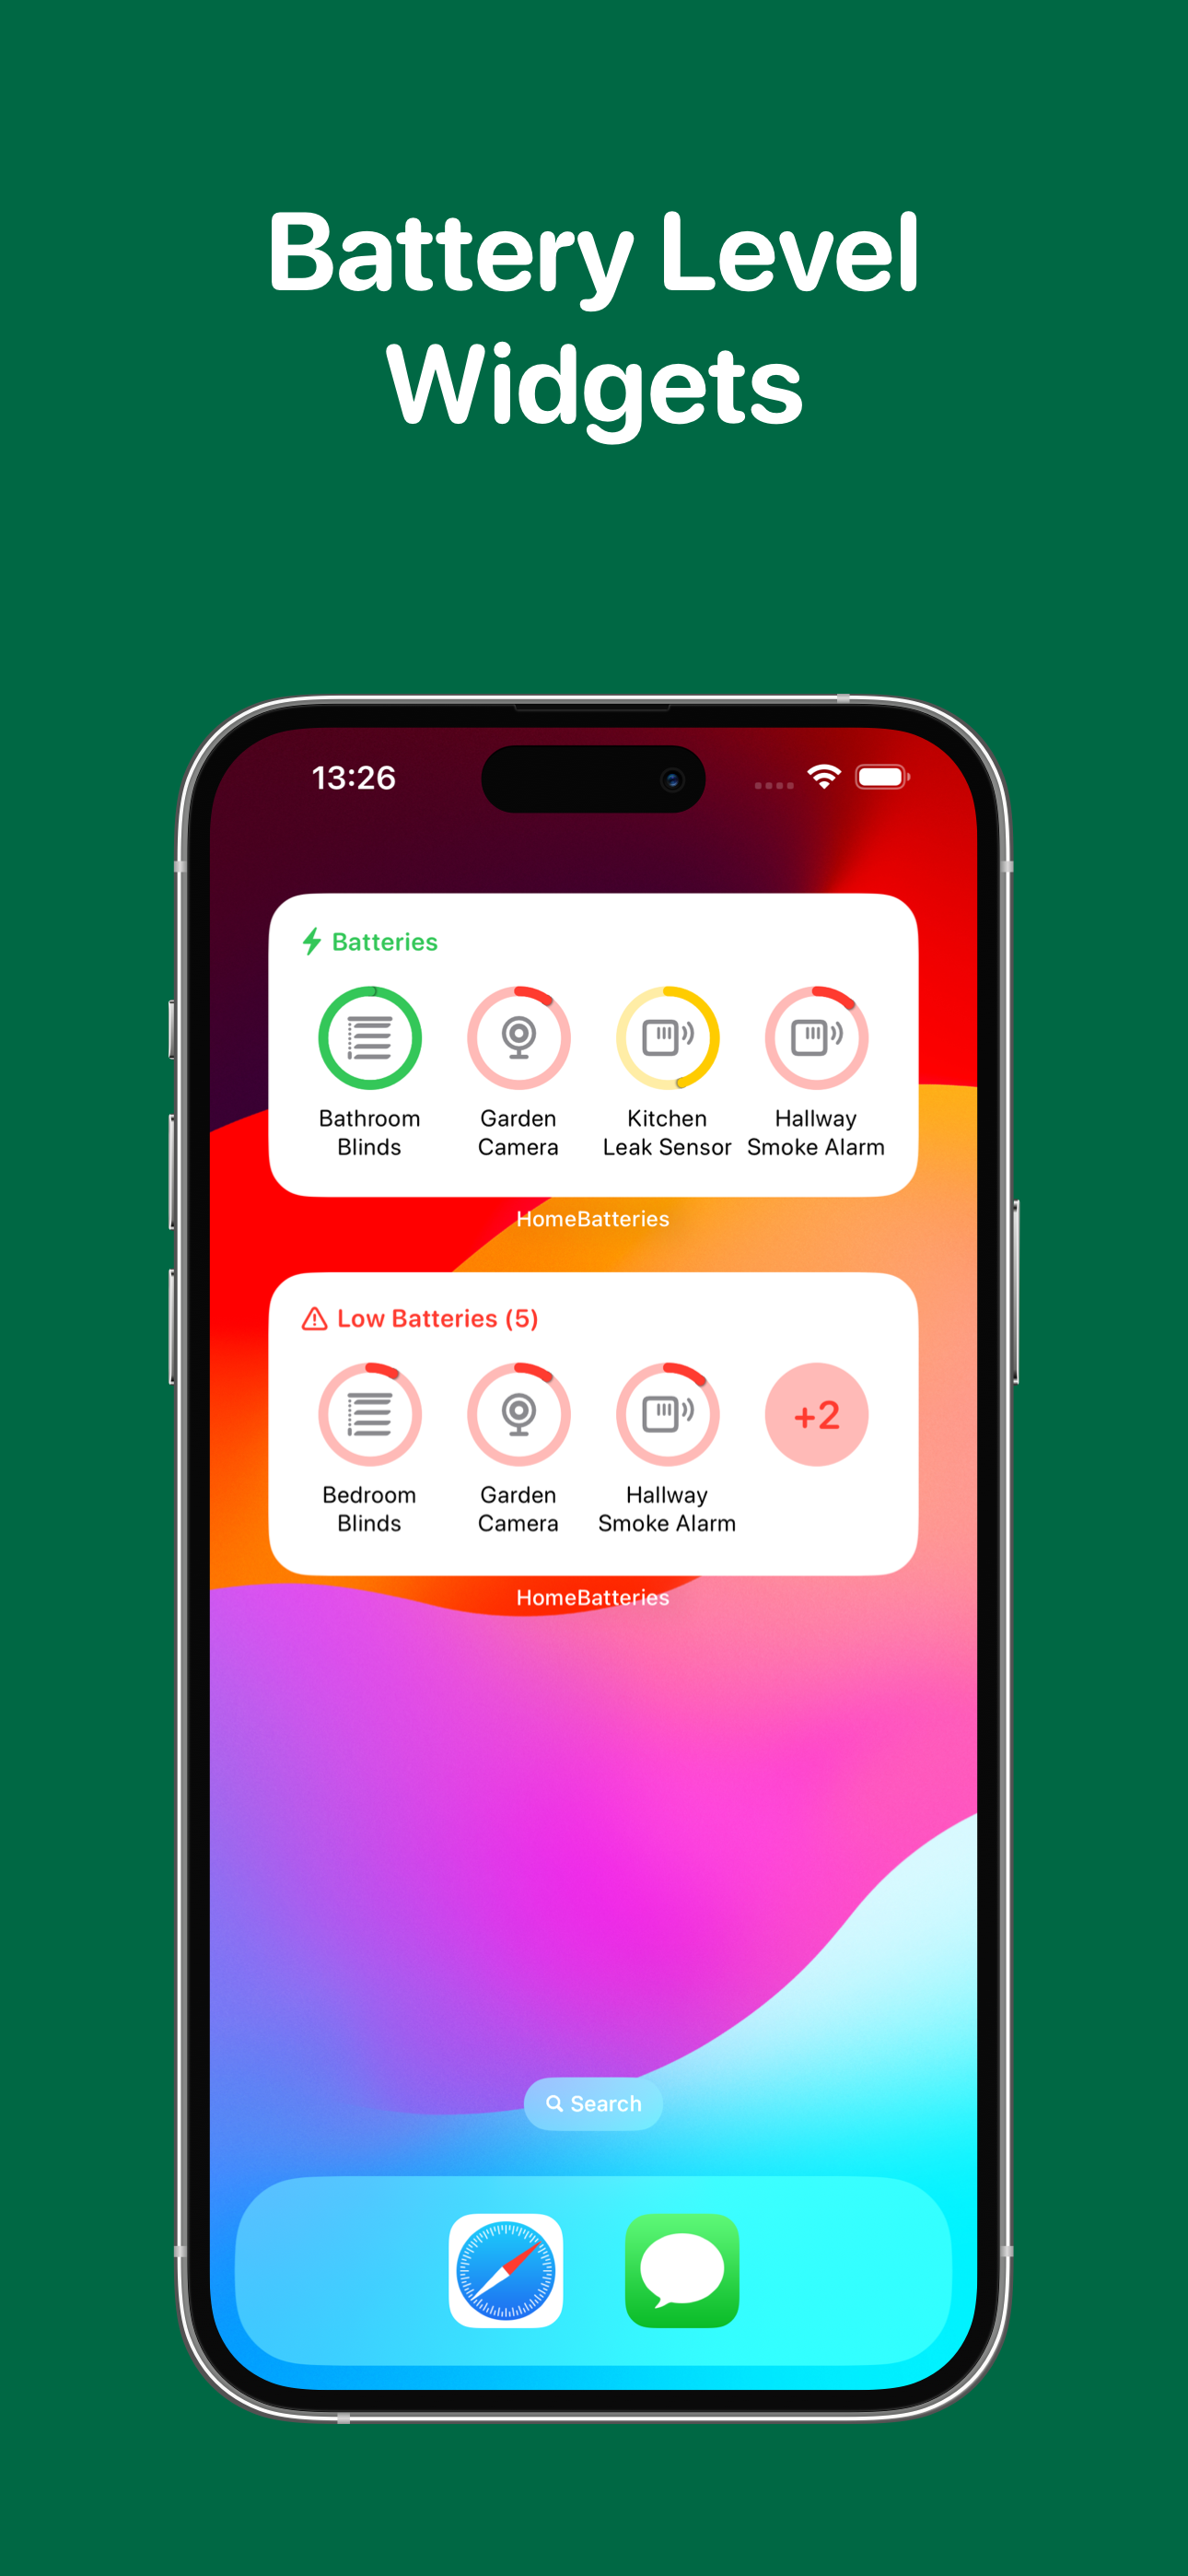 Battery Level
Widgets
13:26
Batteries
Bathroom
Blinds
Garden
Camera
Kitchen
Leak Sensor
Hallway
Smoke Alarm
HomeBatteries
Low Batteries (5)
Bedroom
Blinds
Garden
Camera
Hallway
Smoke Alarm
+2
HomeBatteries
Search